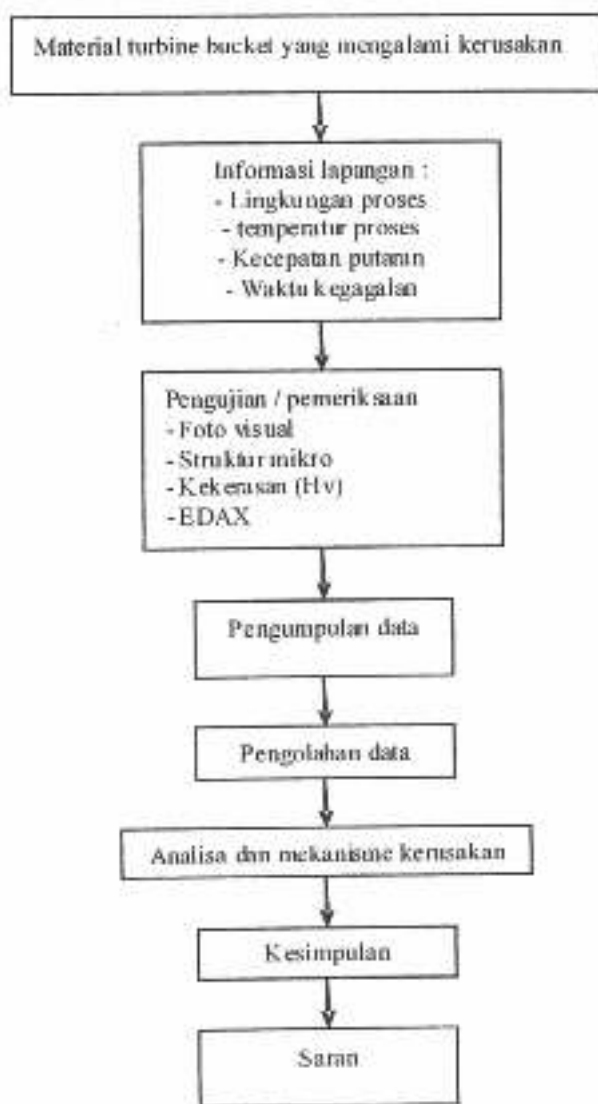 Material turbine bucket yang mengalami kerusakan
Informasi lapangan :
- Lingkungan proses
- temperatur proses
- Kecepatan putaran
- Waktu kegagalan
Pengujian / pemeriksaan
- Foto visual
- Struktur mikro
- Kekerasan (Hv)
- EDAX
Pengumpulan data
Pengolahan data
Analisa dan mekanisme kerusakan
Kesimpulan
Saran